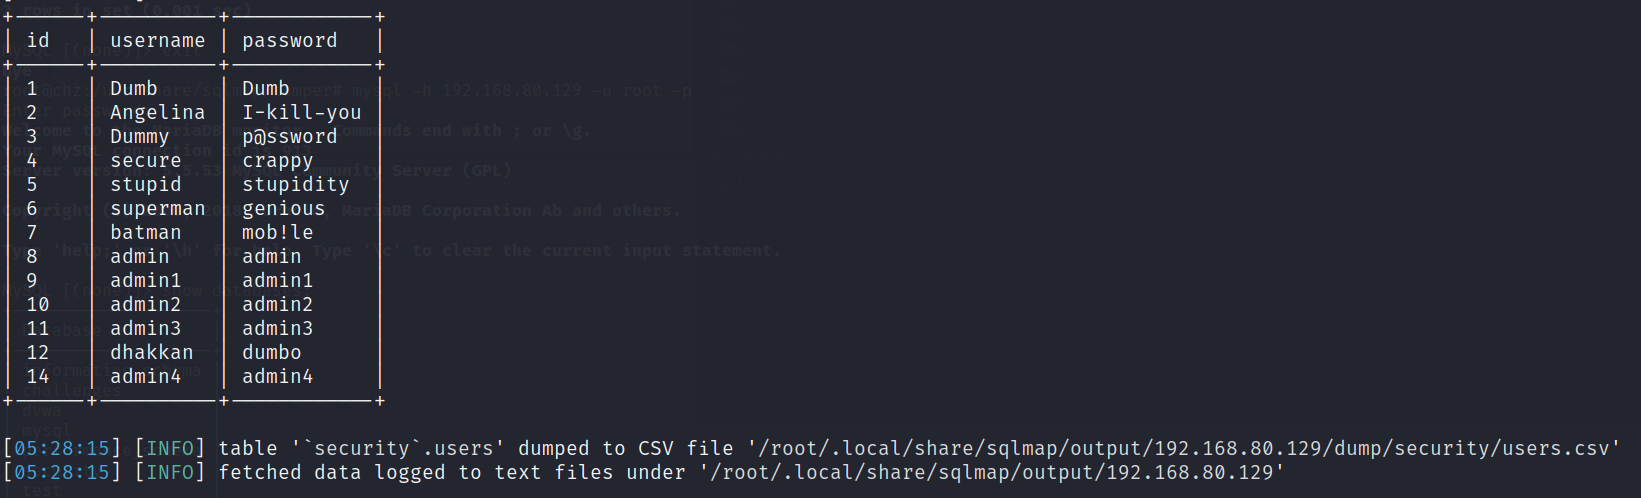 +------+----------+------------+
| id   | username | password   |
+------+----------+------------+
| 1    | Dumb     | Dumb       |
| 2    | Angelina | I-kill-you |
| 3    | Dummy    | p@ssword   |
| 4    | secure   | crappy     |
| 5    | stupid   | stupidity  |
| 6    | superman | genious    |
| 7    | batman   | mob!le     |
| 8    | admin    | admin      |
| 9    | admin1   | admin1     |
| 10   | admin2   | admin2     |
| 11   | admin3   | admin3     |
| 12   | dhakkan  | dumbo      |
| 14   | admin4   | admin4     |
+------+----------+------------+
[05:28:15] [INFO] table '`security`.users' dumped to CSV file '/root/.local/share/sqlmap/output/192.168.80.129/dump/security/users.csv'
[05:28:15] [INFO] fetched data logged to text files under '/root/.local/share/sqlmap/output/192.168.80.129'